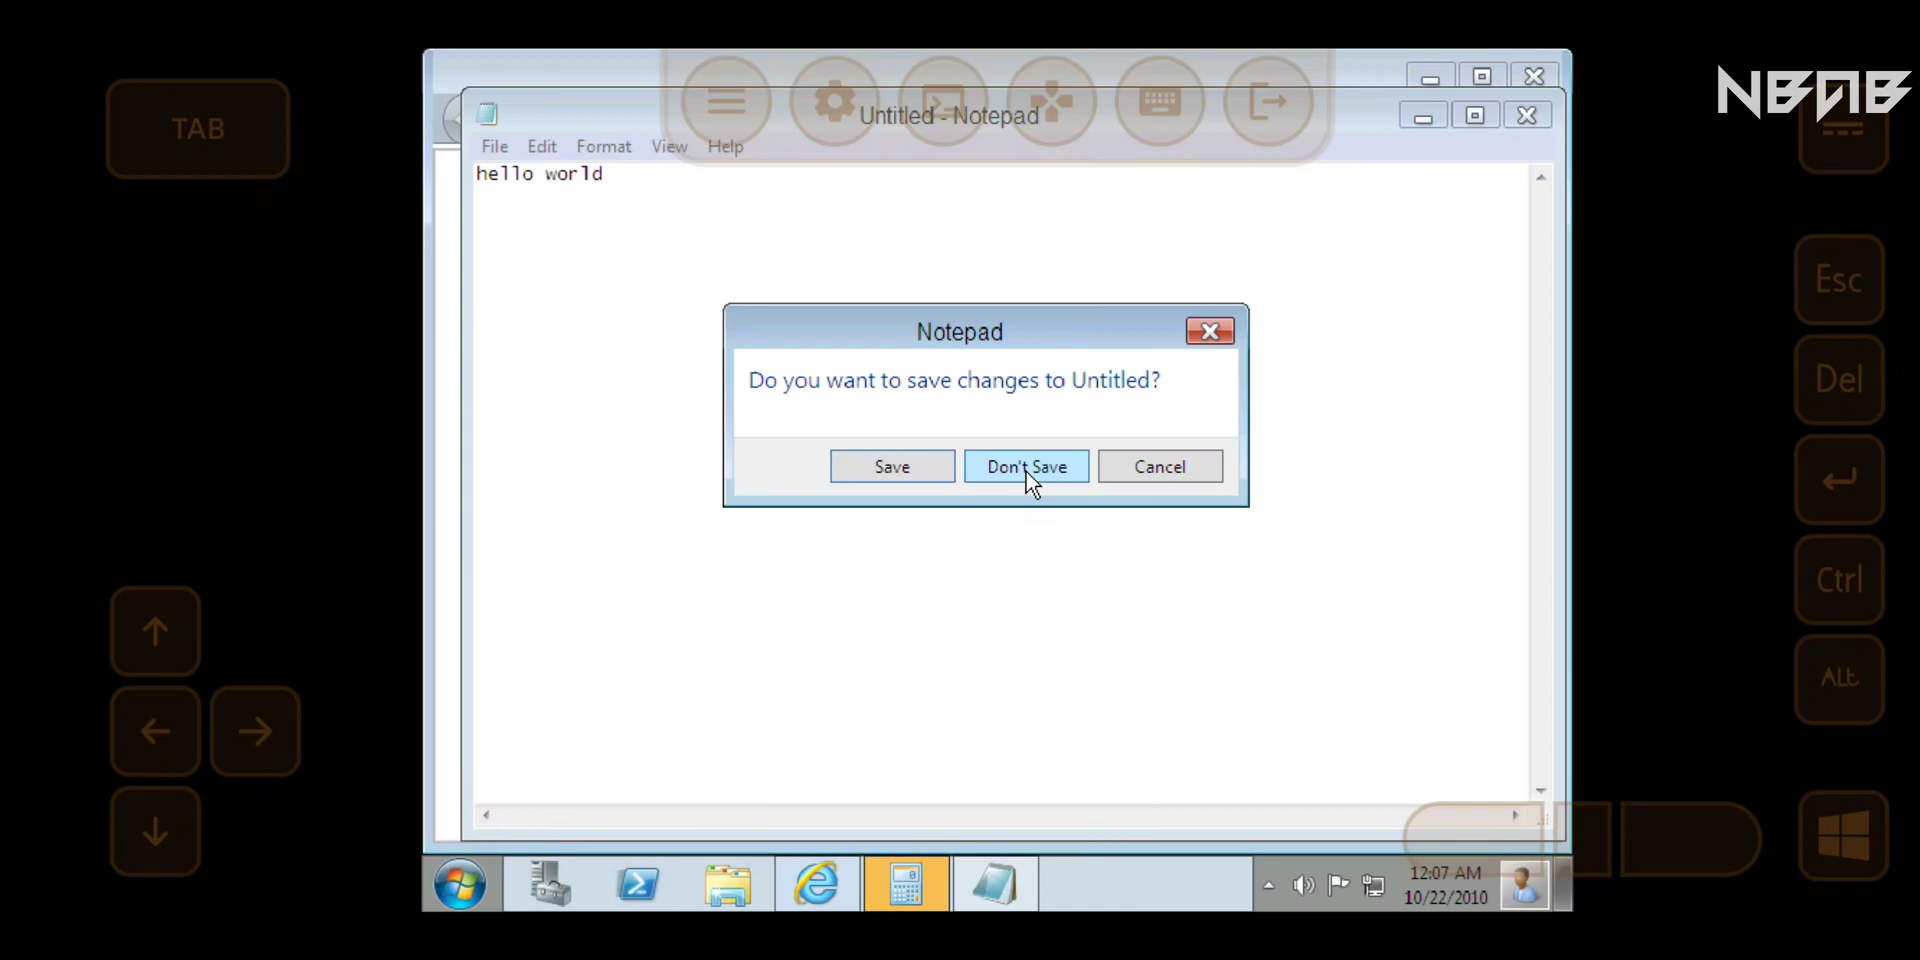 NBNB
TAB
Untitled - Notepad
File Edit Format View Help
hello world
Notepad
Do you want to save changes to Untitled?
Save Don't Save Cancel
Esc
Del
Ctrl
ALt
12:07 AM
10/22/2010